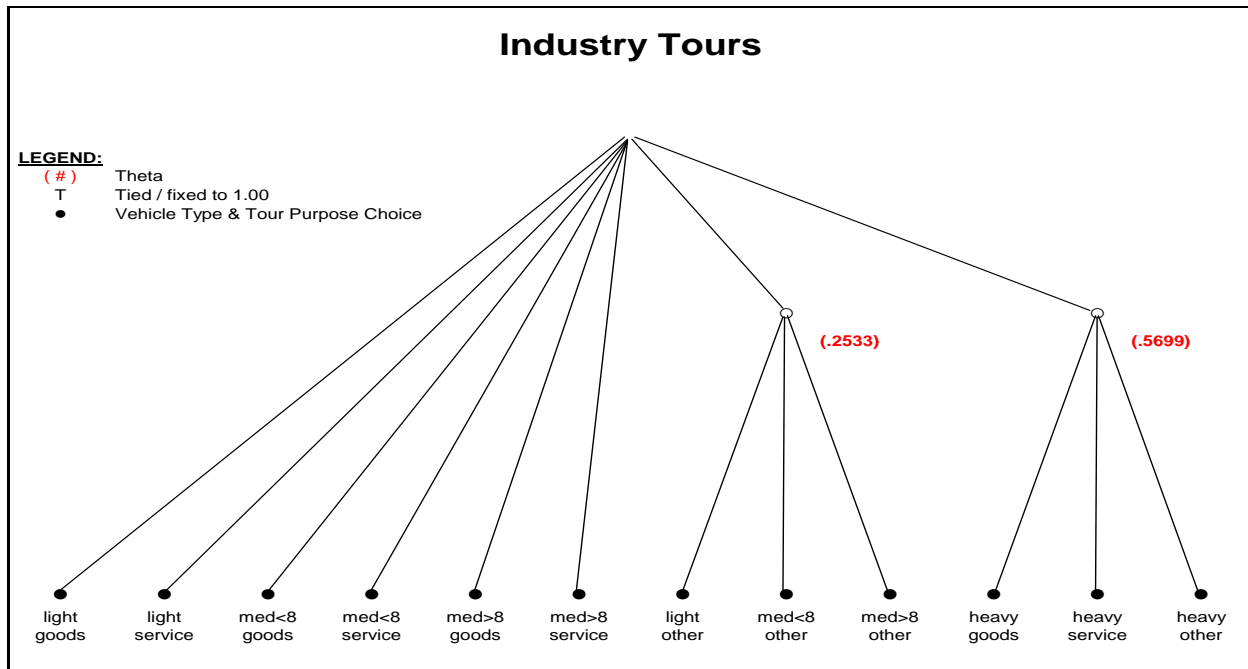 Industry Tours
LEGEND:
( # ) Theta
T Tied / fixed to 1.00
● Vehicle Type & Tour Purpose Choice
(.2533) (.5699)
light light med<8 med<8 med>8 med>8 light med<8 med>8 heavy heavy heavy
goods service goods service goods service other other other goods service other